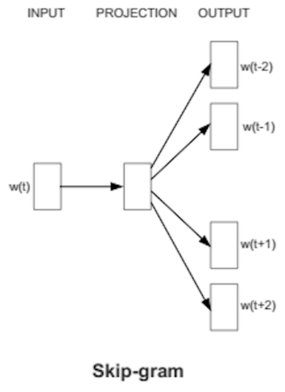 INPUT PROJECTION OUTPUT
w(t-2)
w(t-1)
w(t)
w(t+1)
w(t+2)
Skip-gram